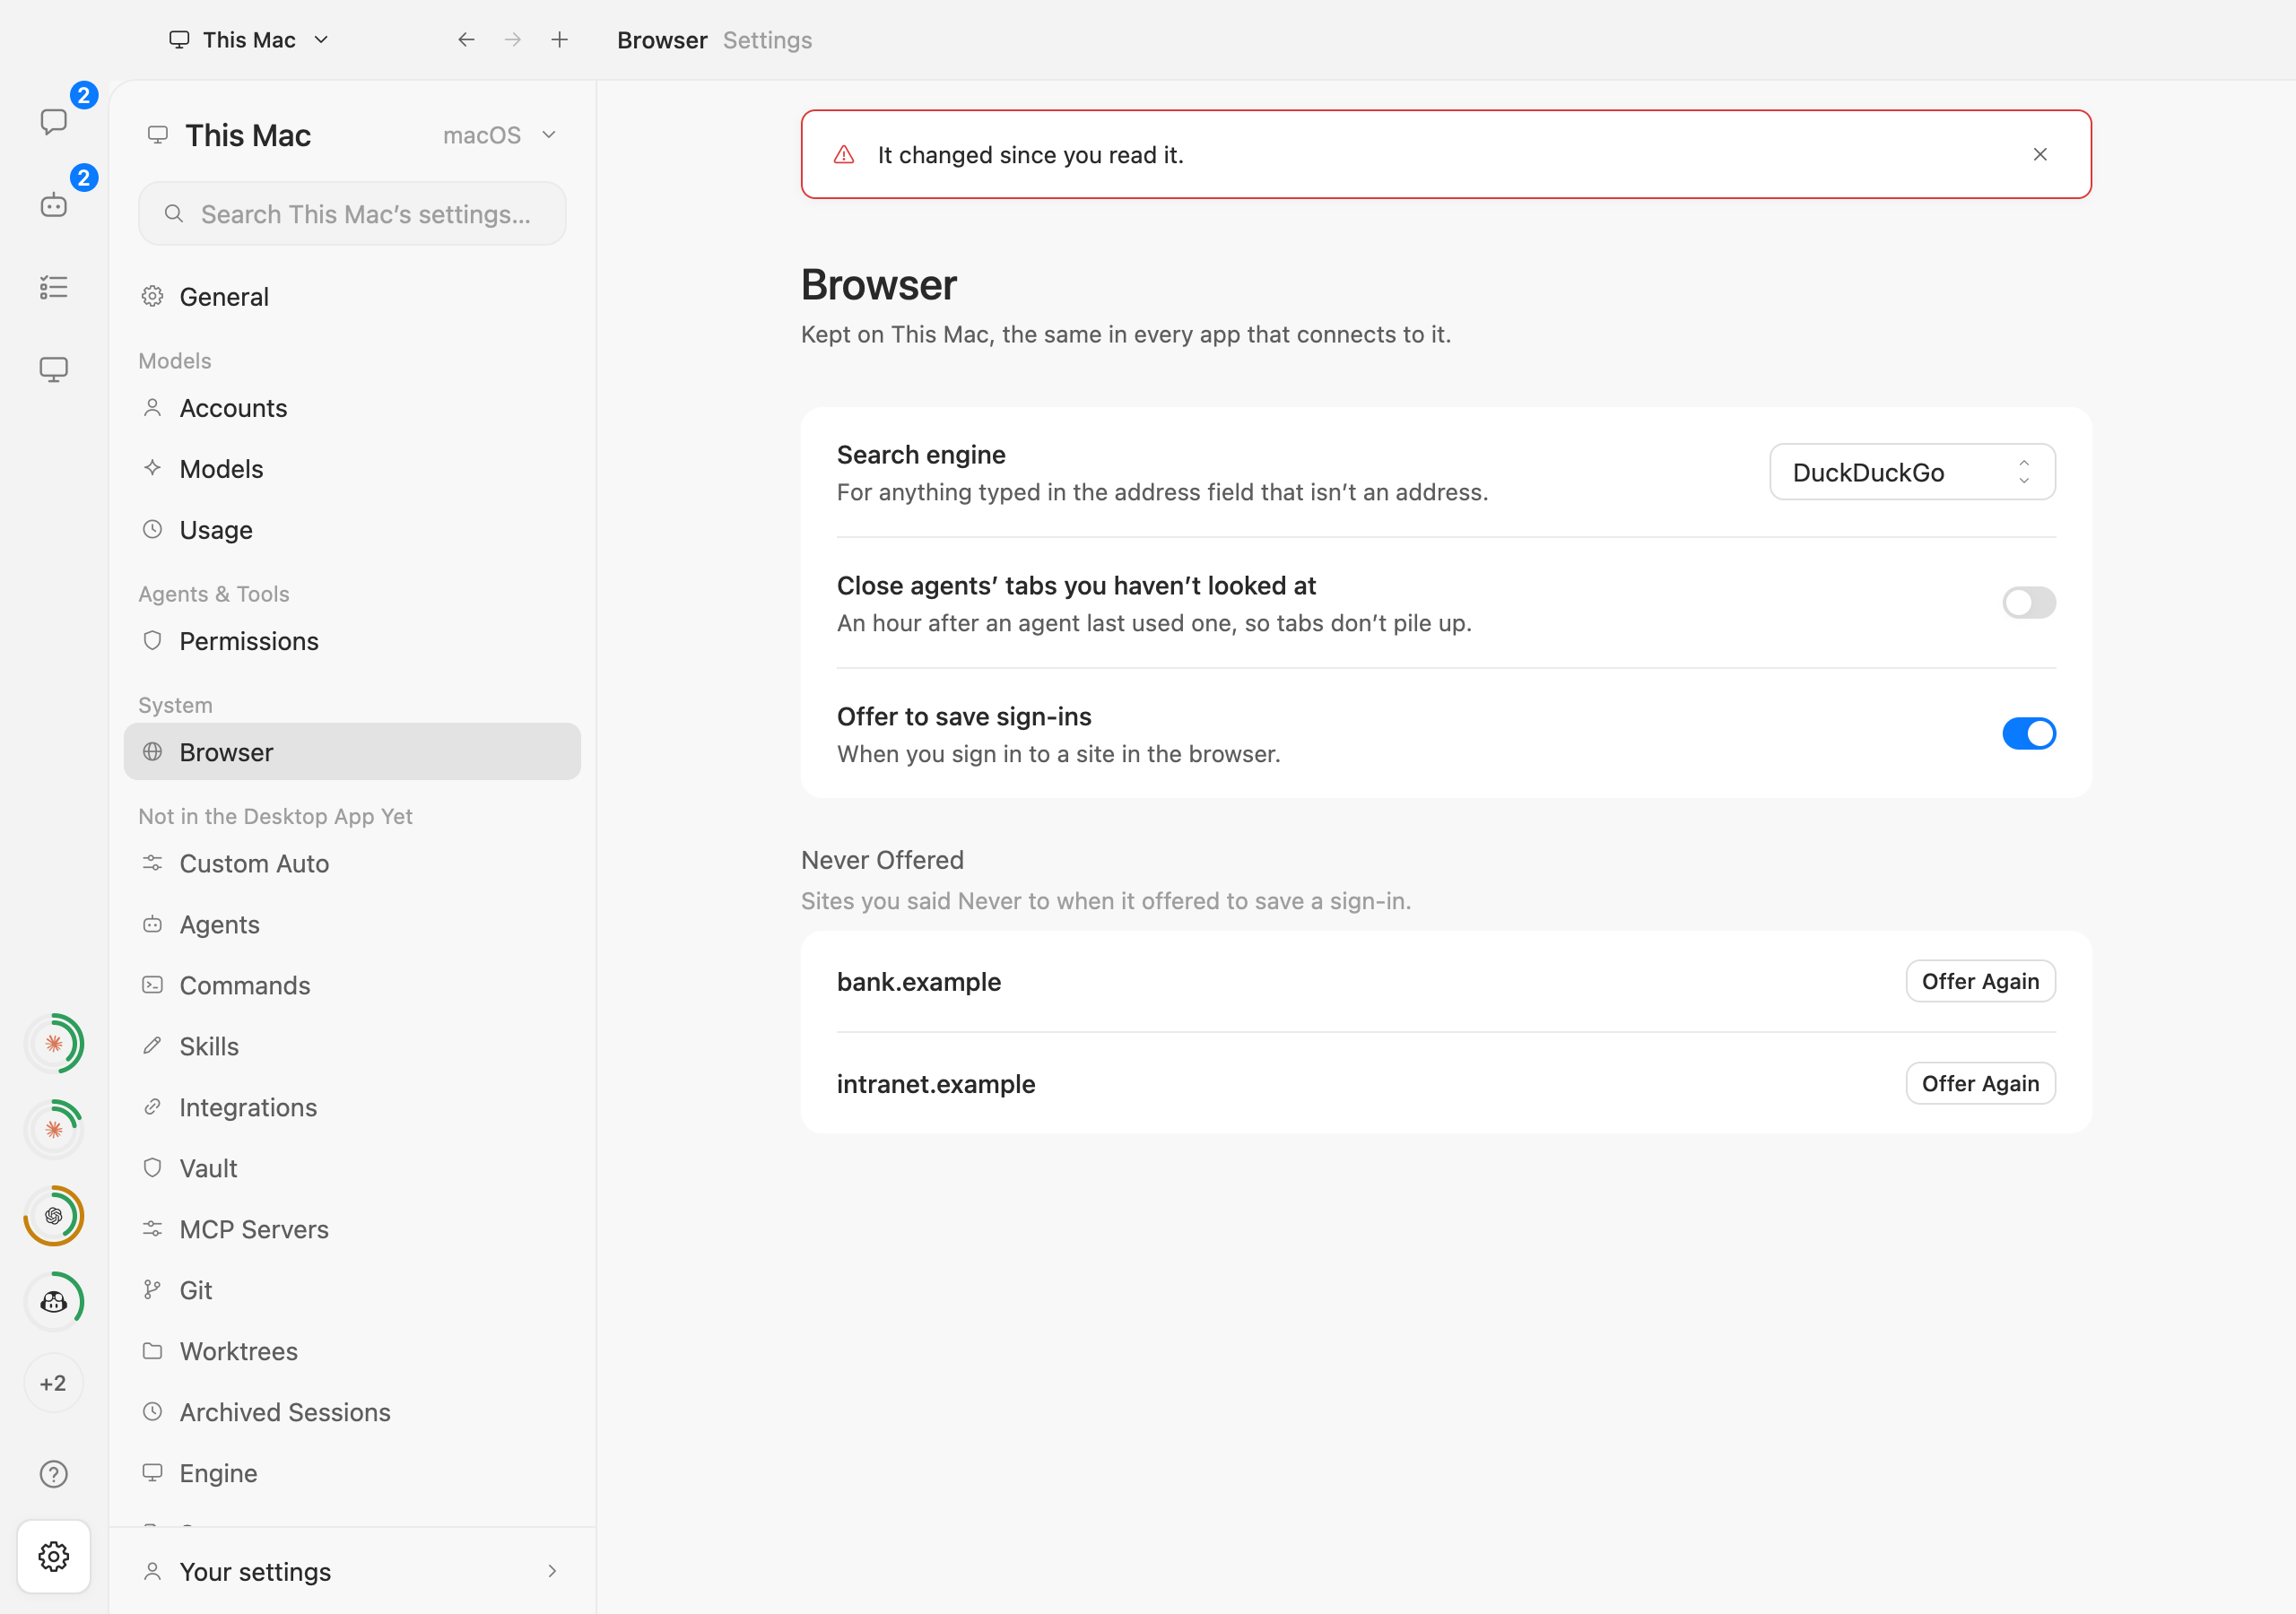 This Mac
Browser Settings
2
2
This Mac
macOS
Search This Mac’s settings...
General
Models
Accounts
Models
Usage
Agents & Tools
Permissions
System
Browser
Not in the Desktop App Yet
Custom Auto
Agents
Commands
Skills
Integrations
Vault
MCP Servers
Git
Worktrees
Archived Sessions
Engine
Your settings
+2
It changed since you read it.
Browser
Kept on This Mac, the same in every app that connects to it.
Search engine
For anything typed in the address field that isn’t an address.
DuckDuckGo
Close agents’ tabs you haven’t looked at
An hour after an agent last used one, so tabs don’t pile up.
Offer to save sign-ins
When you sign in to a site in the browser.
Never Offered
Sites you said Never to when it offered to save a sign-in.
bank.example
Offer Again
intranet.example
Offer Again